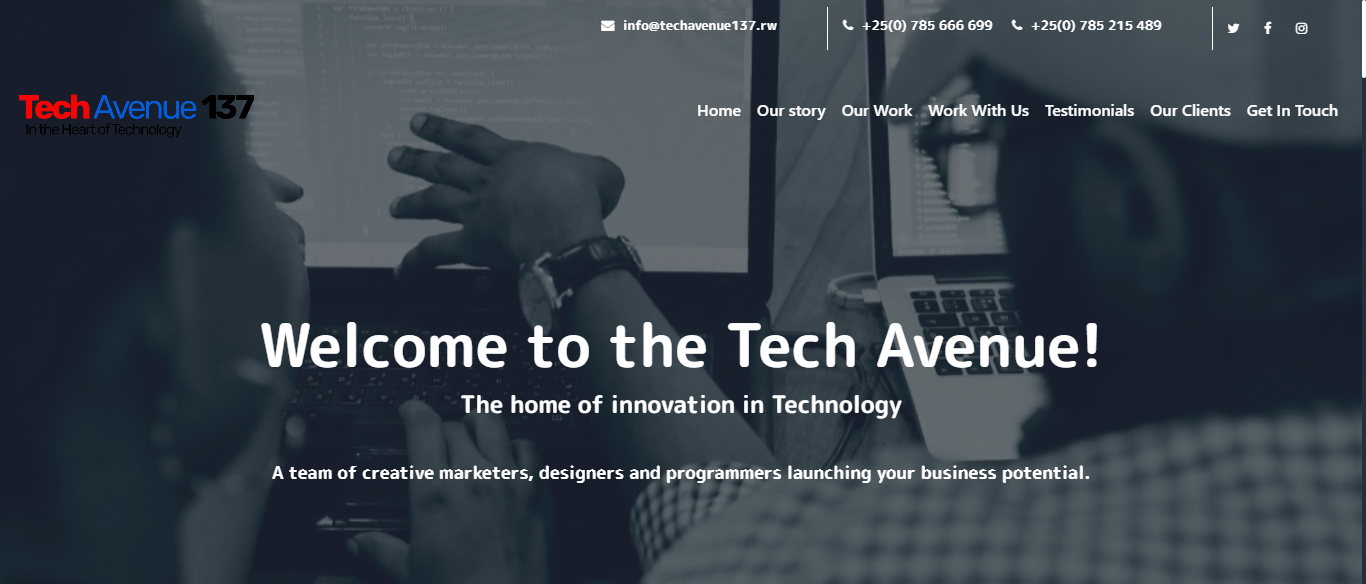 info@techavenue137.rw
+25(0) 785 666 699
+25(0) 785 215 489
Tech Avenue 137
In the Heart of Technology
Home Our story Our Work Work With Us Testimonials Our Clients Get In Touch
Welcome to the Tech Avenue!
The home of innovation in Technology
A team of creative marketers, designers and programmers launching your business potential.